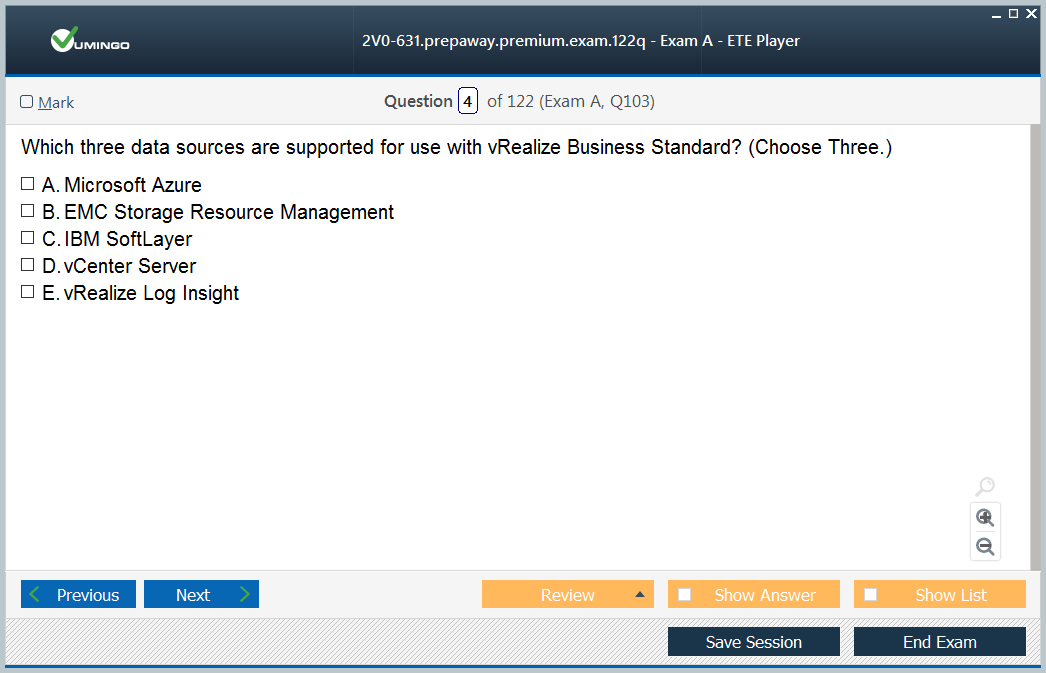 VUMINGO
2V0-631.prepaway.premium.exam.122q - Exam A - ETE Player
Mark
Question 4 of 122 (Exam A, Q103)
Which three data sources are supported for use with vRealize Business Standard? (Choose Three.)
A. Microsoft Azure
B. EMC Storage Resource Management
C. IBM SoftLayer
D. vCenter Server
E. vRealize Log Insight
Previous Next Review Show Answer Show List
Save Session End Exam